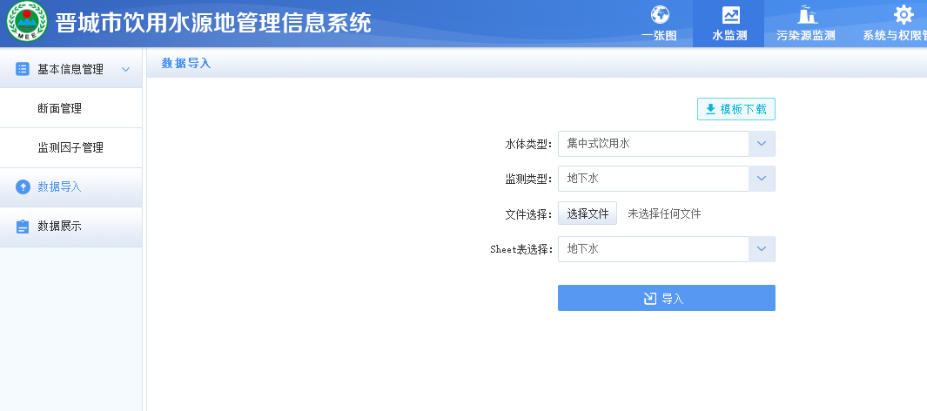 MEE
晋城市饮用水源地管理信息系统
一张图
水监测
污染源监测
系统与权限管
基本信息管理
断面管理
监测因子管理
数据导入
数据展示
数据导入
模板下载
水体类型: 集中式饮用水
监测类型: 地下水
文件选择: 选择文件 未选择任何文件
Sheet表选择: 地下水
导入